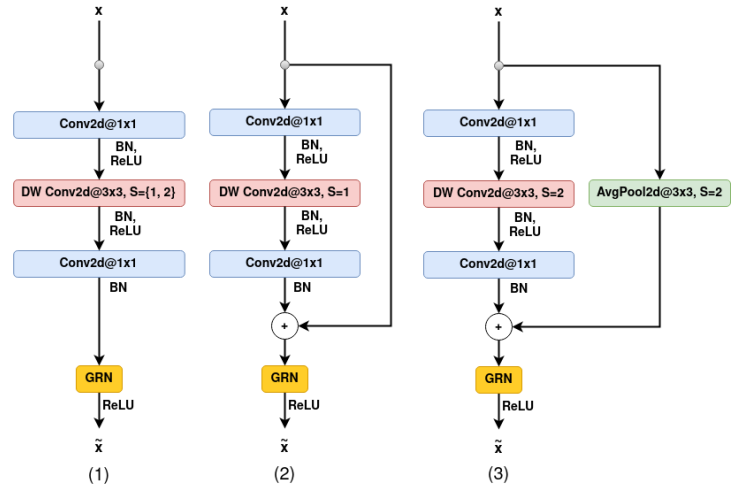 x
Conv2d@1x1
BN,
ReLU
DW Conv2d@3x3, S={1, 2}
BN,
ReLU
Conv2d@1x1
BN
GRN
ReLU
x̃
(1)
x
Conv2d@1x1
BN,
ReLU
DW Conv2d@3x3, S=1
BN,
ReLU
Conv2d@1x1
BN
+
GRN
ReLU
x̃
(2)
x
Conv2d@1x1
BN,
ReLU
DW Conv2d@3x3, S=2
AvgPool2d@3x3, S=2
BN,
ReLU
Conv2d@1x1
BN
+
GRN
ReLU
x̃
(3)